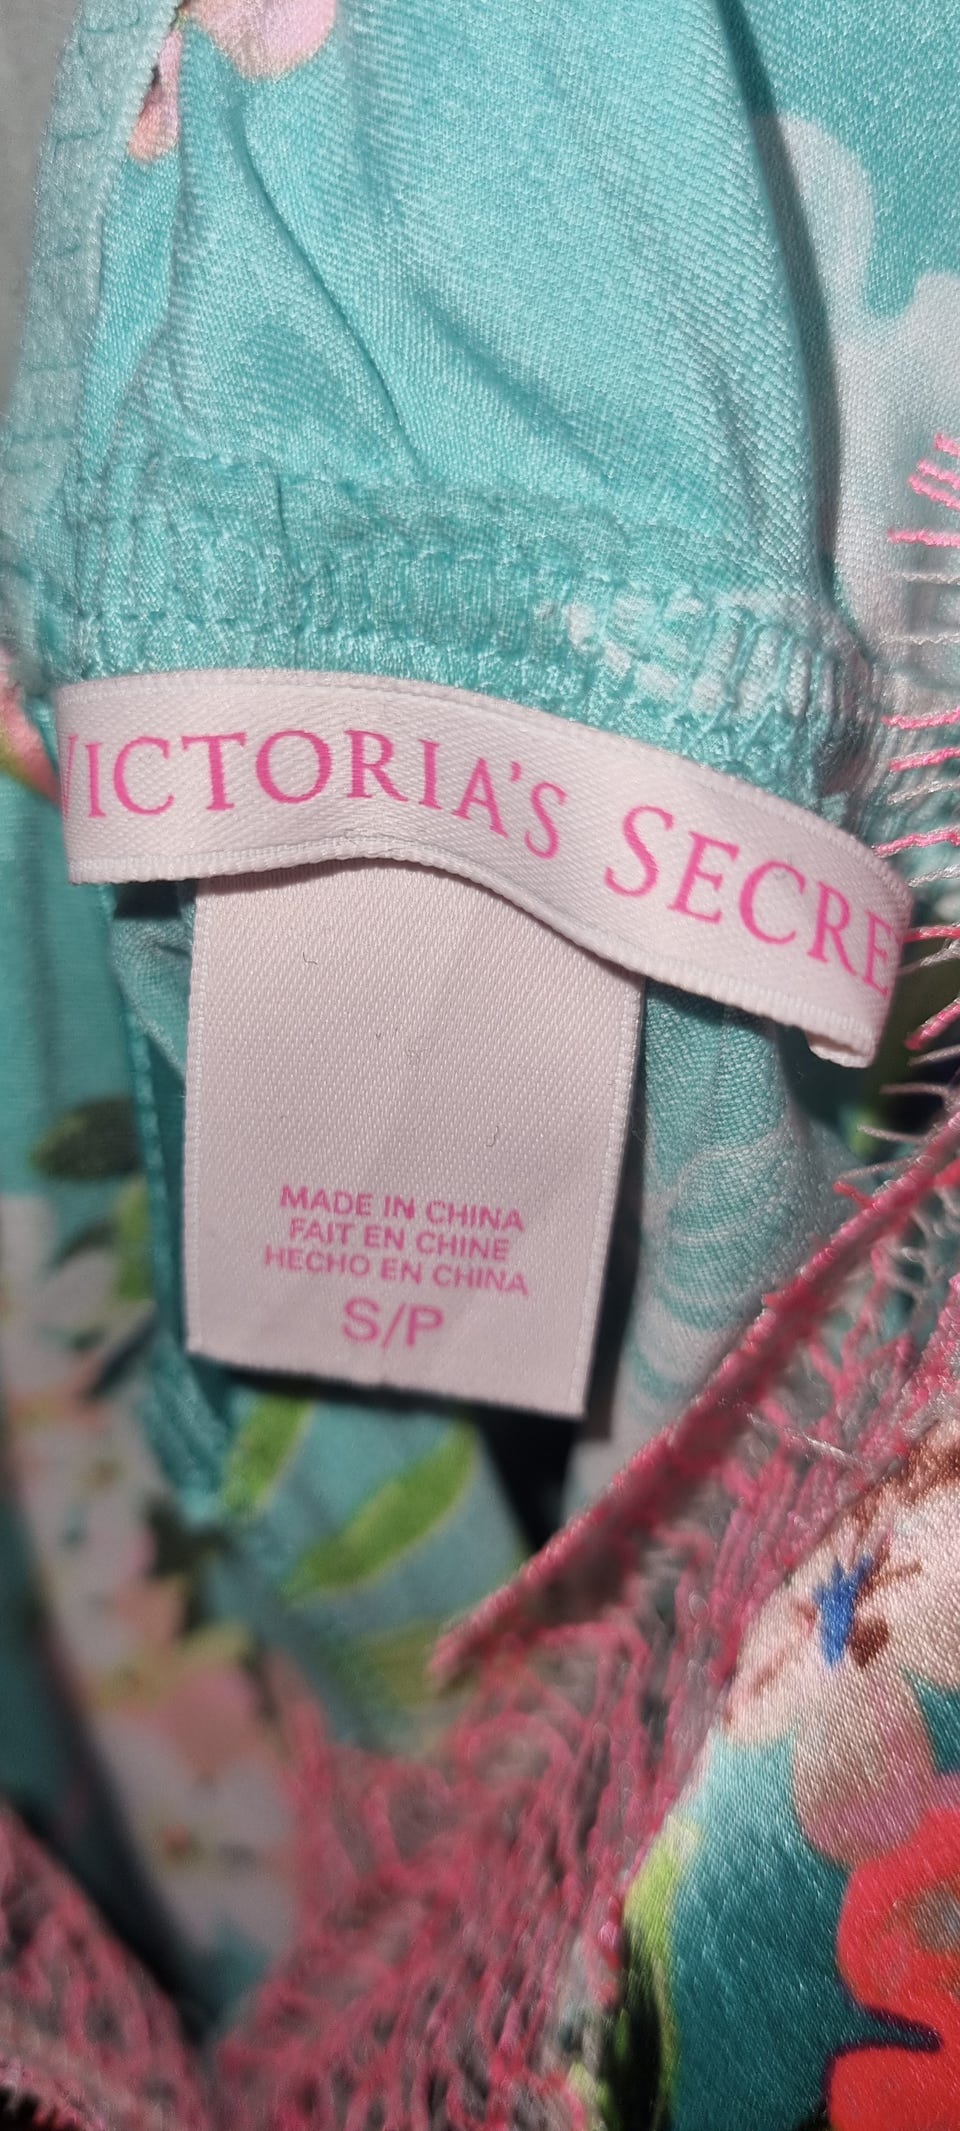 VICTORIA'S SECRE
MADE IN CHINA
FAIT EN CHINE
HECHO EN CHINA
S/P